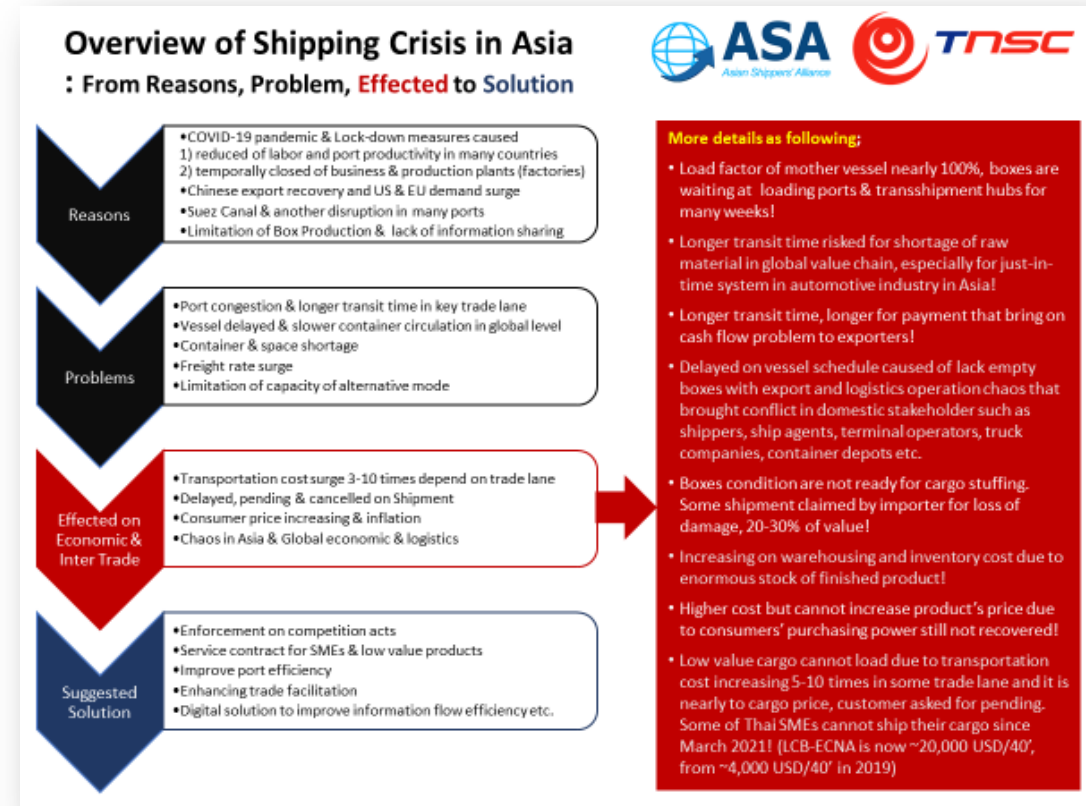 Overview of Shipping Crisis in Asia
: From Reasons, Problem, Effected to Solution
ASA
Asian Shippers' Alliance
TNSC
Reasons
•COVID-19 pandemic & Lock-down measures caused
1) reduced of labor and port productivity in many countries
2) temporally closed of business & production plants (factories)
•Chinese export recovery and US & EU demand surge
•Suez Canal & another disruption in many ports
•Limitation of Box Production & lack of information sharing
Problems
•Port congestion & longer transit time in key trade lane
•Vessel delayed & slower container circulation in global level
•Container & space shortage
•Freight rate surge
•Limitation of capacity of alternative mode
Effected on
Economic &
Inter Trade
•Transportation cost surge 3-10 times depend on trade lane
•Delayed, pending & cancelled on Shipment
•Consumer price increasing & inflation
•Chaos in Asia & Global economic & logistics
Suggested
Solution
•Enforcement on competition acts
•Service contract for SMEs & low value products
•Improve port efficiency
•Enhancing trade facilitation
•Digital solution to improve information flow efficiency etc.
More details as following;
• Load factor of mother vessel nearly 100%, boxes are
waiting at loading ports & transshipment hubs for
many weeks!
• Longer transit time risked for shortage of raw
material in global value chain, especially for just-in-
time system in automotive industry in Asia!
• Longer transit time, longer for payment that bring on
cash flow problem to exporters!
• Delayed on vessel schedule caused of lack empty
boxes with export and logistics operation chaos that
brought conflict in domestic stakeholder such as
shippers, ship agents, terminal operators, truck
companies, container depots etc.
• Boxes condition are not ready for cargo stuffing.
Some shipment claimed by importer for loss of
damage, 20-30% of value!
• Increasing on warehousing and inventory cost due to
enormous stock of finished product!
• Higher cost but cannot increase product's price due
to consumers' purchasing power still not recovered!
• Low value cargo cannot load due to transportation
cost increasing 5-10 times in some trade lane and it is
nearly to cargo price, customer asked for pending.
Some of Thai SMEs cannot ship their cargo since
March 2021! (LCB-ECNA is now ~20,000 USD/40',
from ~4,000 USD/40' in 2019)